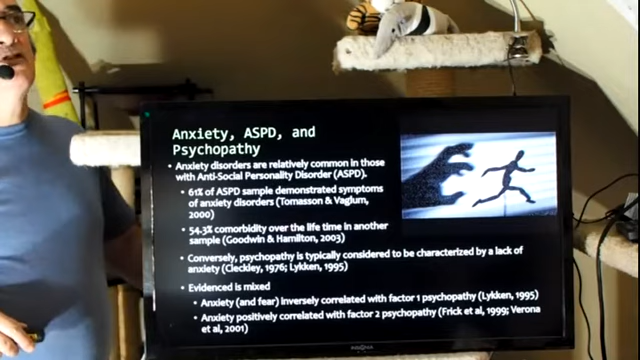 Anxiety, ASPD, and
Psychopathy
• Anxiety disorders are relatively common in those
with Anti-Social Personality Disorder (ASPD).
• 61% of ASPD sample demonstrated symptoms
of anxiety disorders (Tomasson & Vaglum,
2000)
• 54.3% comorbidity over the life time in another
sample (Goodwin & Hamilton, 2003)
• Conversely, psychopathy is typically considered to be characterized by a lack of
anxiety (Cleckley, 1976; Lykken, 1995)
• Evidenced is mixed
• Anxiety (and fear) inversely correlated with factor 1 psychopathy (Lykken, 1995)
• Anxiety positively correlated with factor 2 psychopathy (Frick et al, 1999; Verona
et al, 2001)
INSIGNIA